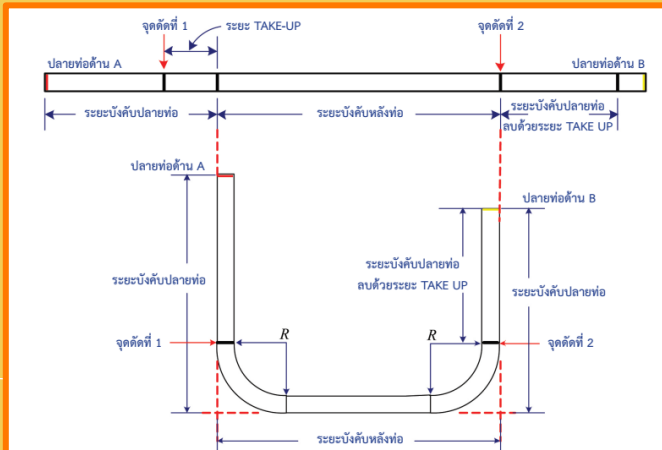 จุดดัดที่ 1
ระยะ TAKE-UP
จุดดัดที่ 2
ปลายท่อด้าน A
ปลายท่อด้าน B
ระยะบังคับปลายท่อ
ระยะบังคับหลังท่อ
ระยะบังคับปลายท่อ
ลบด้วยระยะ TAKE UP
ปลายท่อด้าน A
ปลายท่อด้าน B
ระยะบังคับปลายท่อ
ระยะบังคับปลายท่อ
ลบด้วยระยะ TAKE UP
ระยะบังคับปลายท่อ
จุดดัดที่ 1
R
R
จุดดัดที่ 2
ระยะบังคับหลังท่อ